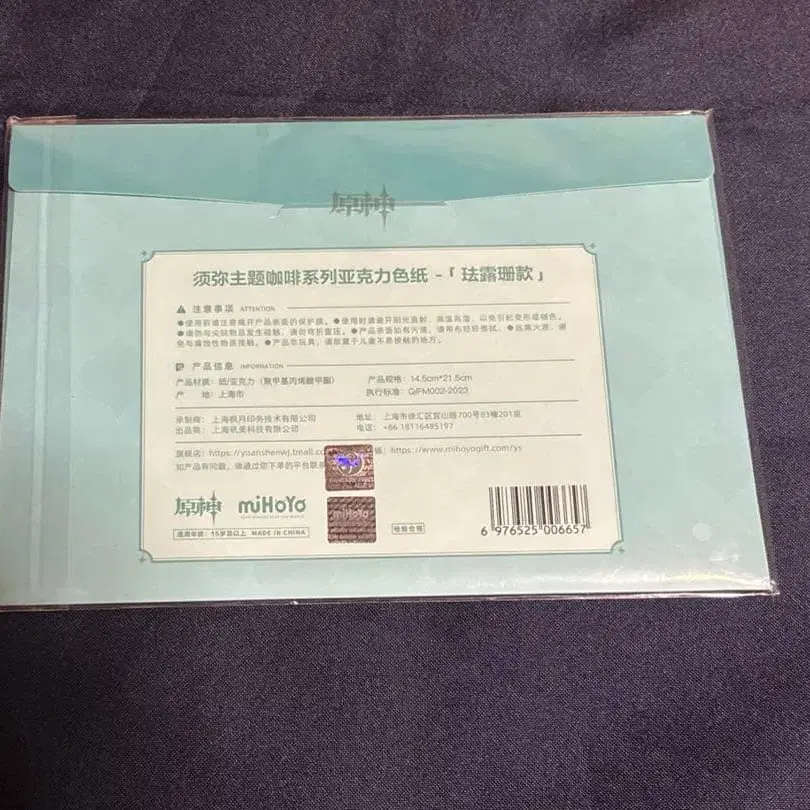 原神
须弥主题咖啡系列亚克力色纸 -「珐露珊款」
注意事项 ATTENTION
●使用前请注意撕开产品表面的保护膜。●使用时请避开阳光直射、高温高湿，以免引起变形或褪色。
●请勿与尖锐物品发生碰触，请勿弯折重压。●产品表面如有污渍，请用布轻轻擦拭。●远离火源，避
免与腐蚀性物质接触。●产品非玩具，请放置于儿童不易接触的地方。
产品信息 INFORMATION
产品材质：纸/亚克力（聚甲基丙烯酸甲酯） 产品规格：14.5cm*21.5cm
产 地：上海市 执行标准：Q/FM002-2023
承制商：上海枫月印务技术有限公司 地址：上海市徐汇区宜山路700号83幢201室
出品商：上海矾美科技有限公司 电话：+86 18116485197
旗舰店：https://yuanshenwj.tmall.co 铺：https://www.mihoyogift.com/ys
如产品有问题，请通过您下单的平台联系
原神 miHoYo miHoYo 检验合格
适用年龄：15岁及以上 MADE IN CHINA
6 976525 006657